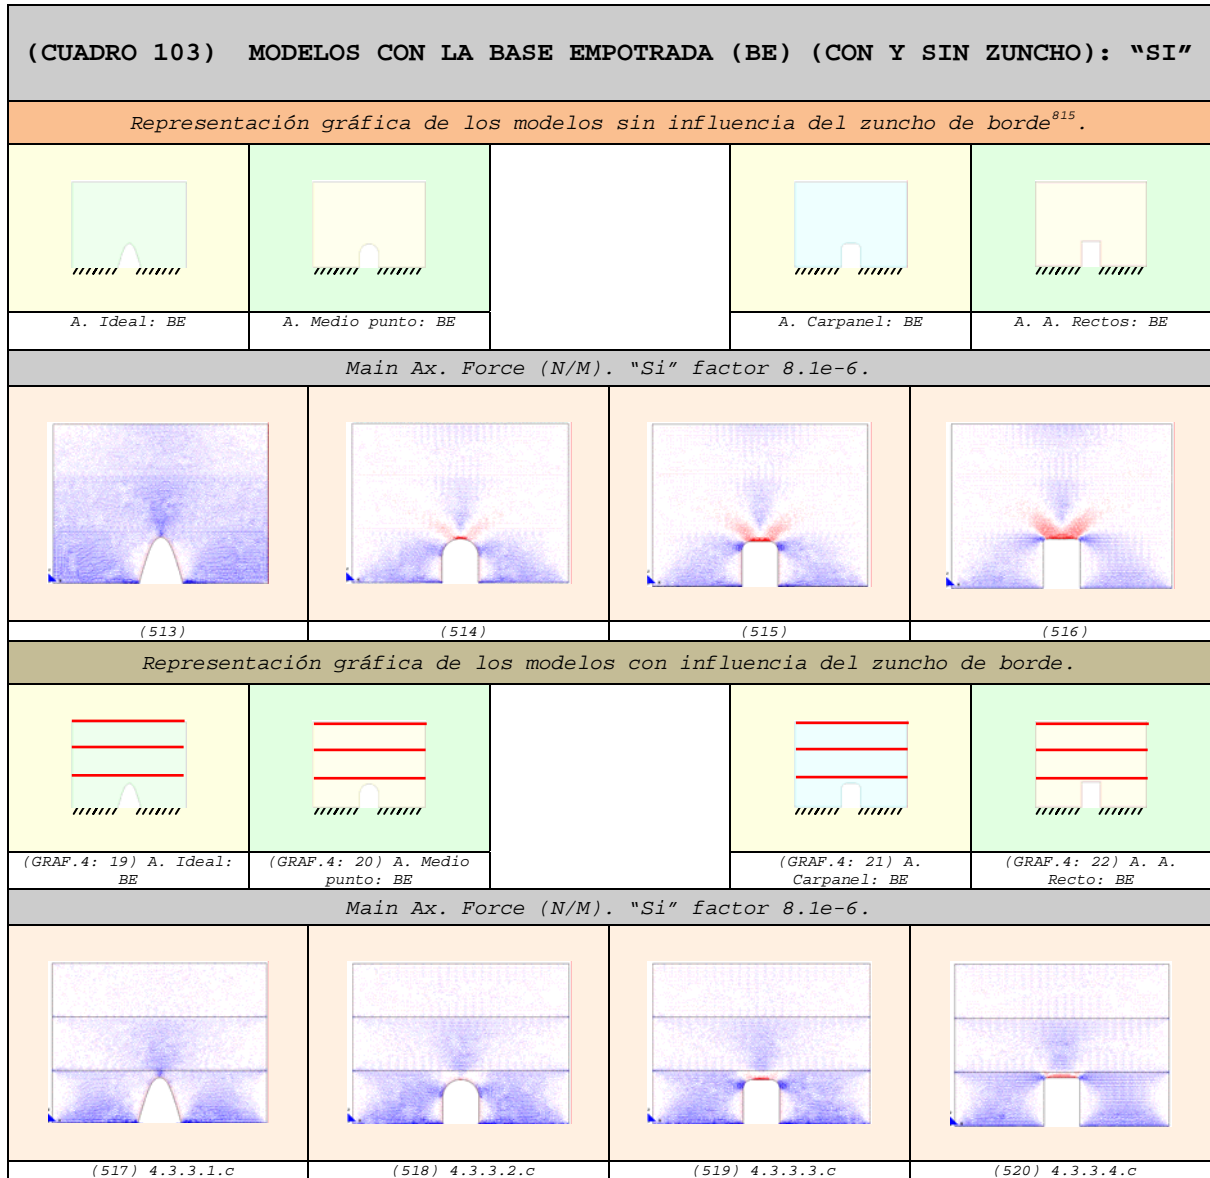 (CUADRO 103)  MODELOS CON LA BASE EMPOTRADA (BE) (CON Y SIN ZUNCHO): “SI”
Representación gráfica de los modelos sin influencia del zuncho de borde815.
A. Ideal: BE
A. Medio punto: BE
A. Carpanel: BE
A. A. Rectos: BE
Main Ax. Force (N/M). “Si” factor 8.1e-6.
(513)
(514)
(515)
(516)
Representación gráfica de los modelos con influencia del zuncho de borde.
(GRAF.4: 19) A. Ideal:
BE
(GRAF.4: 20) A. Medio
punto: BE
(GRAF.4: 21) A.
Carpanel: BE
(GRAF.4: 22) A. A.
Recto: BE
Main Ax. Force (N/M). “Si” factor 8.1e-6.
(517) 4.3.3.1.c
(518) 4.3.3.2.c
(519) 4.3.3.3.c
(520) 4.3.3.4.c